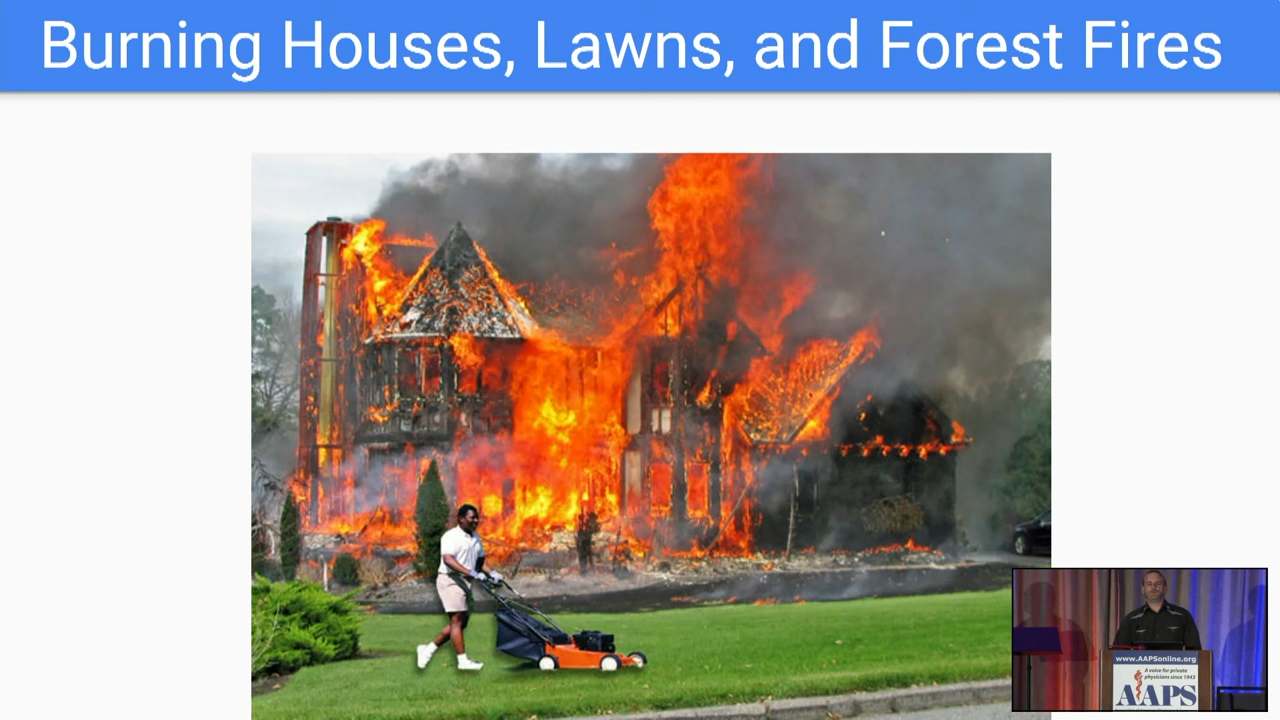 Burning Houses, Lawns, and Forest Fires
www.AAPSonline.org
A voice for private
physicians since 1943
AAPS